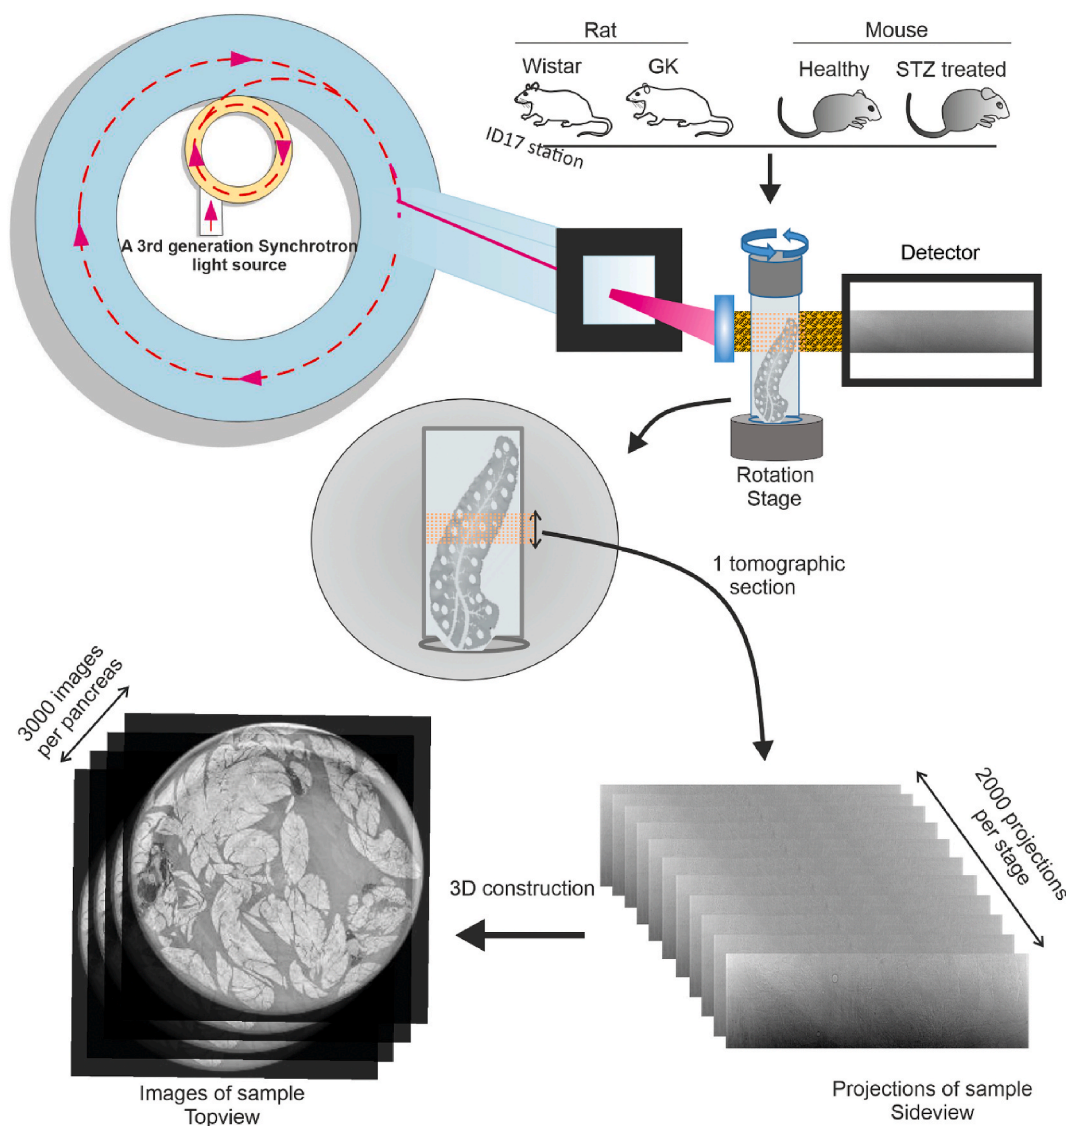 Rat
Mouse
Wistar
GK
Healthy
STZ treated
ID17 station
A 3rd generation Synchrotron
light source
Detector
Rotation
Stage
1 tomographic
section
3000 images
per pancreas
2000 projections
per stage
3D construction
Images of sample
Topview
Projections of sample
Sideview